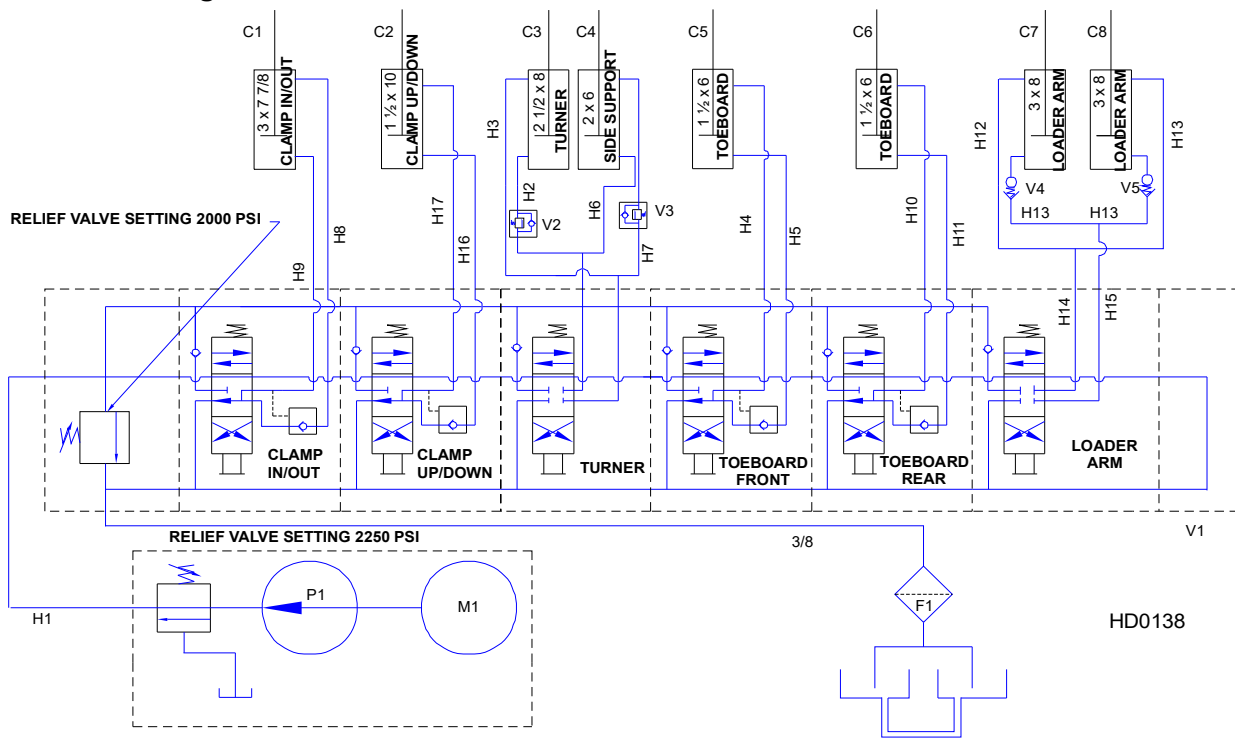 g
C1
C2
C3
C4
C5
C6
C7
C8
3 x 7 7/8
CLAMP IN/OUT
1 ½ x 10
CLAMP UP/DOWN
2 1/2 x 8
TURNER
2 x 6
SIDE SUPPORT
1 ½ x 6
TOEBOARD
1 ½ x 6
TOEBOARD
3 x 8
LOADER ARM
3 x 8
LOADER ARM
H3
H12
H13
H2
H6
H17
H16
H4
H5
H10
H11
V4
V5
H13
H13
V2
V3
H7
RELIEF VALVE SETTING 2000 PSI
H8
H9
H14
H15
CLAMP
IN/OUT
CLAMP
UP/DOWN
TURNER
TOEBOARD
FRONT
TOEBOARD
REAR
LOADER
ARM
V1
RELIEF VALVE SETTING 2250 PSI
3/8
P1
M1
F1
H1
HD0138